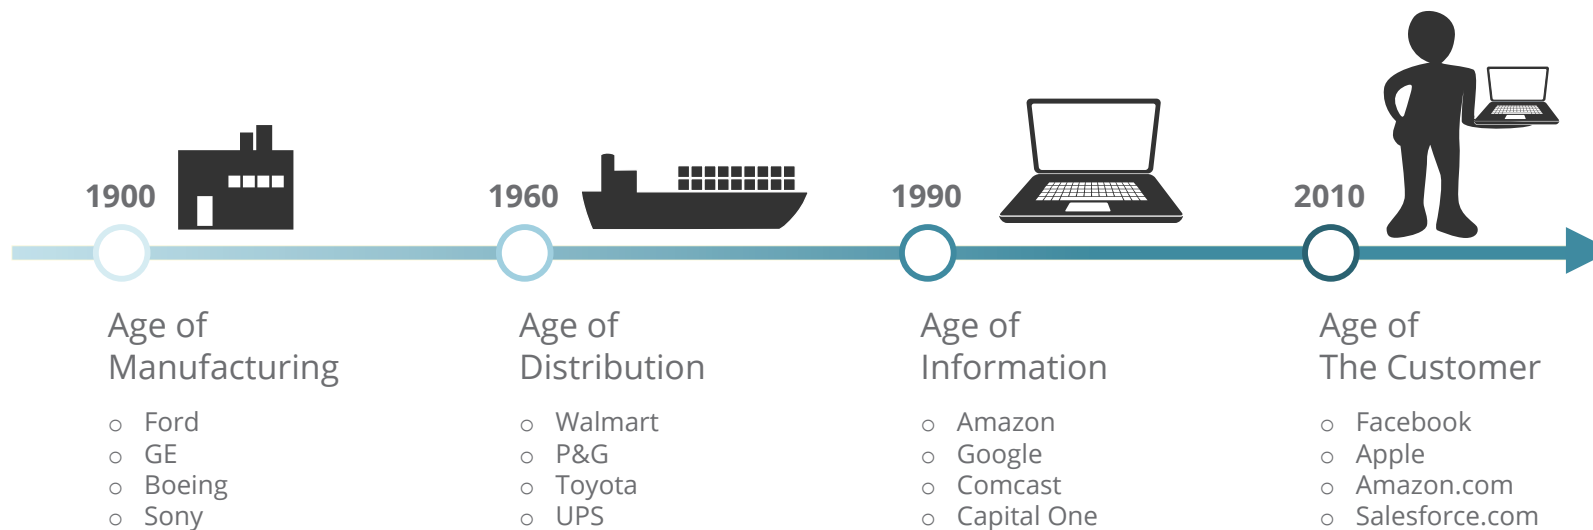 1900
Age of
Manufacturing
○ Ford
○ GE
○ Boeing
○ Sony
1960
Age of
Distribution
○ Walmart
○ P&G
○ Toyota
○ UPS
1990
Age of
Information
○ Amazon
○ Google
○ Comcast
○ Capital One
2010
Age of
The Customer
○ Facebook
○ Apple
○ Amazon.com
○ Salesforce.com